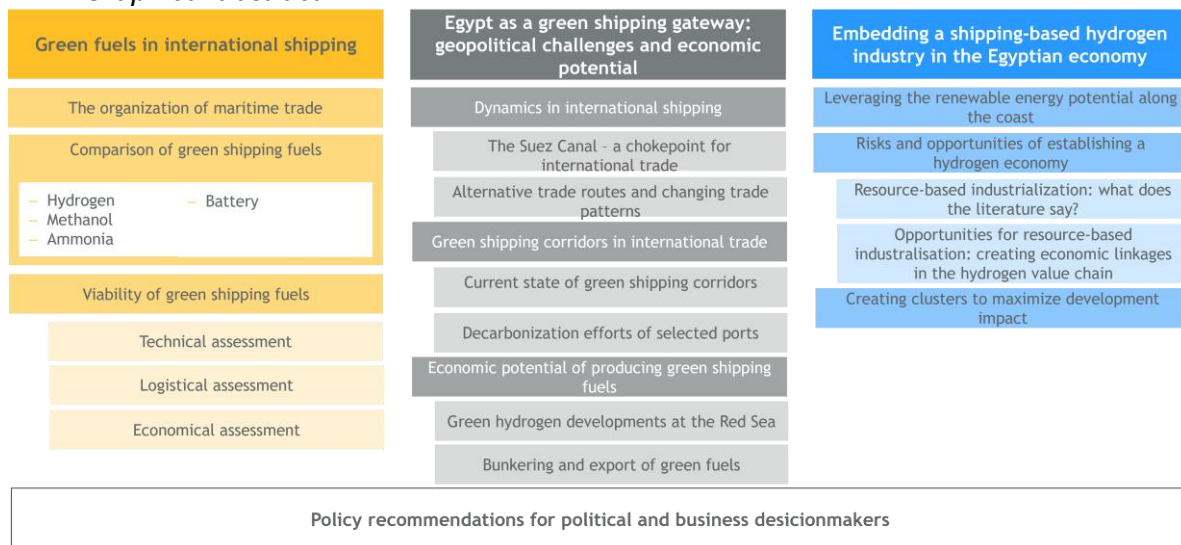 Green fuels in international shipping
The organization of maritime trade
Comparison of green shipping fuels
– Hydrogen
– Methanol
– Ammonia
– Battery
Viability of green shipping fuels
Technical assessment
Logistical assessment
Economical assessment
Egypt as a green shipping gateway:
geopolitical challenges and economic
potential
Dynamics in international shipping
The Suez Canal – a chokepoint for
international trade
Alternative trade routes and changing trade
patterns
Green shipping corridors in international trade
Current state of green shipping corridors
Decarbonization efforts of selected ports
Economic potential of producing green shipping
fuels
Green hydrogen developments at the Red Sea
Bunkering and export of green fuels
Embedding a shipping-based hydrogen
industry in the Egyptian economy
Leveraging the renewable energy potential along
the coast
Risks and opportunities of establishing a
hydrogen economy
Resource-based industrialization: what does
the literature say?
Opportunities for resource-based
industralisation: creating economic linkages
in the hydrogen value chain
Creating clusters to maximize development
impact
Policy recommendations for political and business desicionmakers